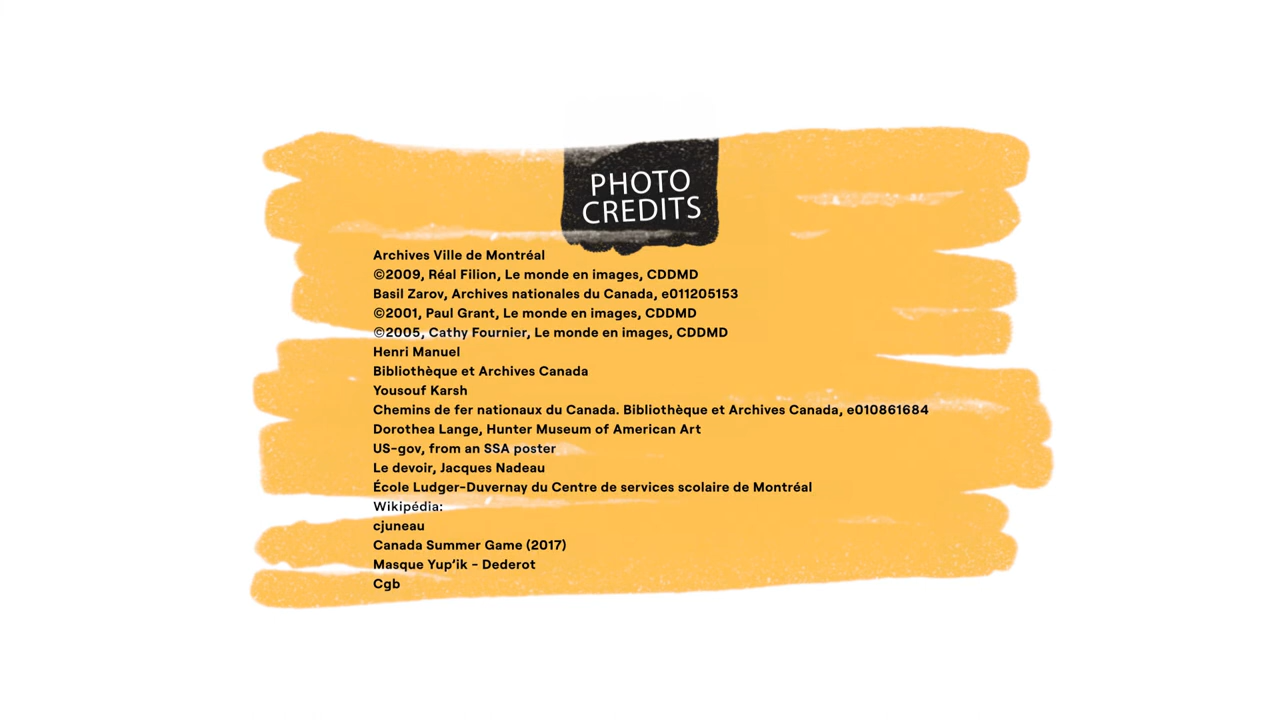 PHOTO
CREDITS
Archives Ville de Montréal
©2009, Réal Filion, Le monde en images, CDDMD
Basil Zarov, Archives nationales du Canada, e011205153
©2001, Paul Grant, Le monde en images, CDDMD
©2005, Cathy Fournier, Le monde en images, CDDMD
Henri Manuel
Bibliothèque et Archives Canada
Yousouf Karsh
Chemins de fer nationaux du Canada. Bibliothèque et Archives Canada, e010861684
Dorothea Lange, Hunter Museum of American Art
US-gov, from an SSA poster
Le devoir, Jacques Nadeau
École Ludger-Duvernay du Centre de services scolaire de Montréal
Wikipédia:
cjuneau
Canada Summer Game (2017)
Masque Yup’ik - Dederot
Cgb